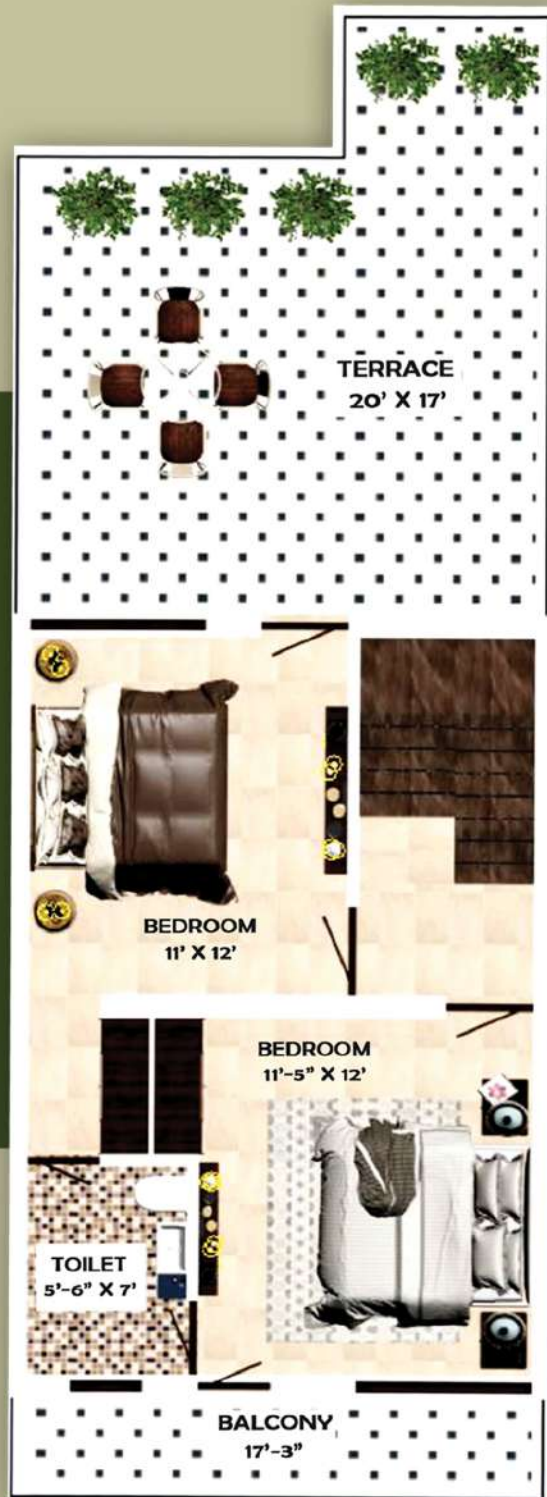 TERRACE
20' X 17'
BEDROOM
11' X 12'
BEDROOM
11'-5" X 12'
TOILET
5'-6" X 7'
BALCONY
17'-3"